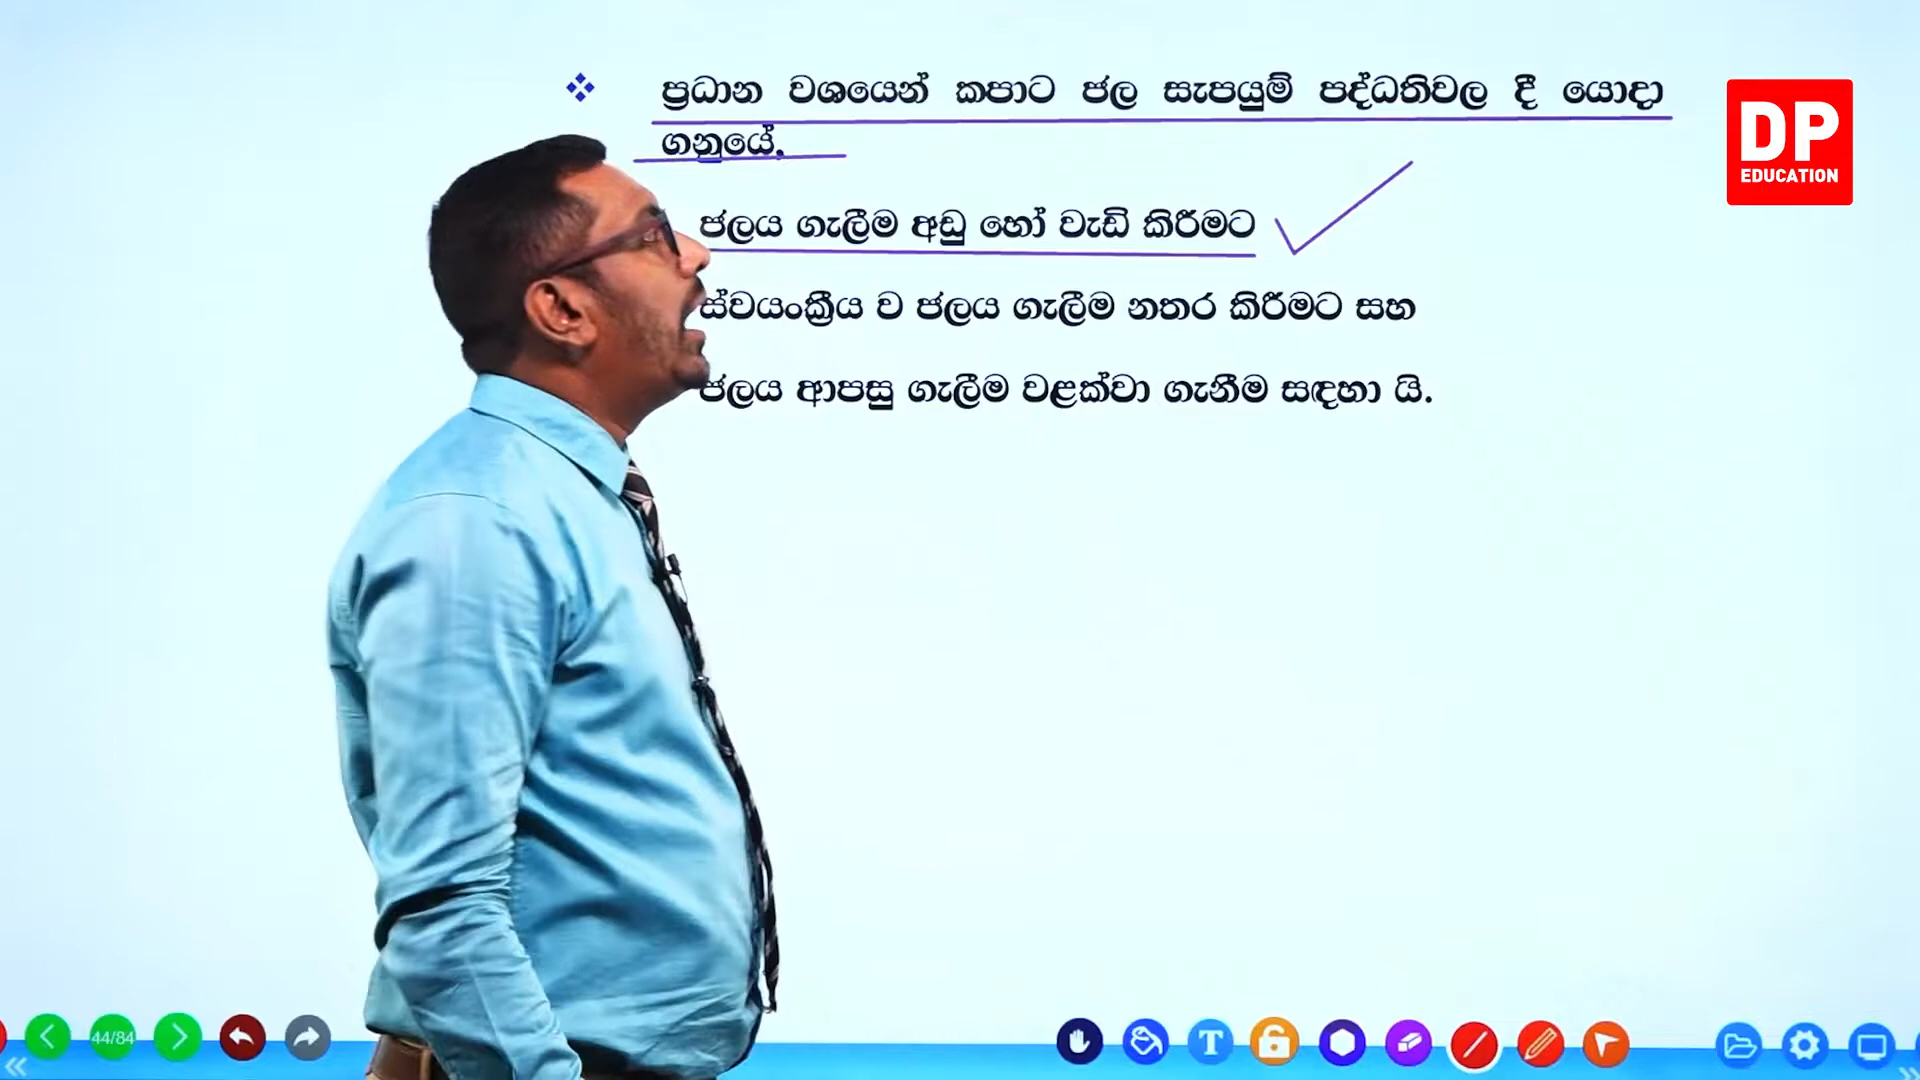 ❖ ප්‍රධාන වශයෙන් කපාට ජල සැපයුම් පද්ධතිවල දී යොදා
ගනුයේ.
ජලය ගැලීම අඩු හෝ වැඩි කිරීමට
ස්වයංක්‍රීය ව ජලය ගැලීම නතර කිරීමට සහ
ජලය ආපසු ගැලීම වළක්වා ගැනීම සඳහා යි.
DP
EDUCATION
44/84
T